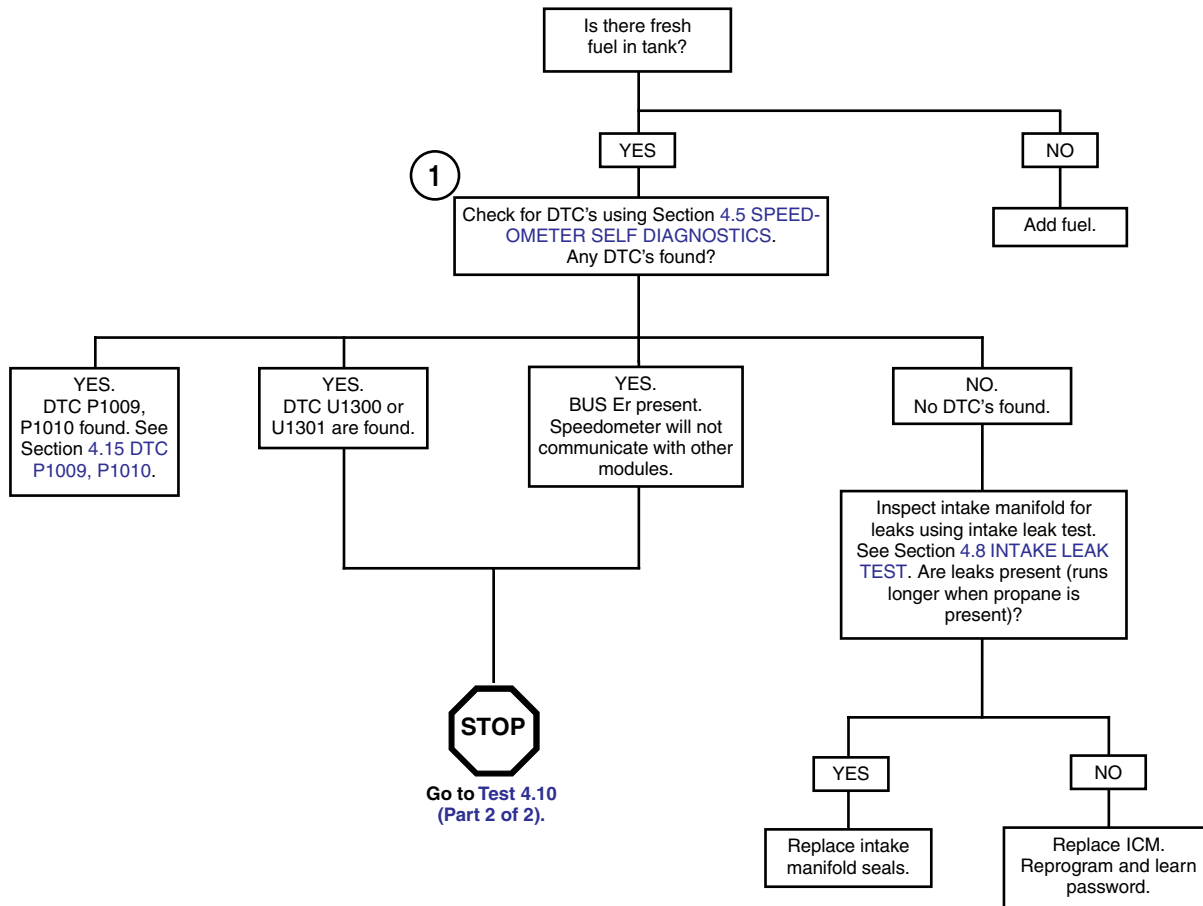 Is there fresh
fuel in tank?
YES
NO
1
Check for DTC's using Section 4.5 SPEED-
OMETER SELF DIAGNOSTICS.
Any DTC's found?
Add fuel.
YES.
DTC P1009,
P1010 found. See
Section 4.15 DTC
P1009, P1010.
YES.
DTC U1300 or
U1301 are found.
YES.
BUS Er present.
Speedometer will not
communicate with other
modules.
NO.
No DTC's found.
Inspect intake manifold for
leaks using intake leak test.
See Section 4.8 INTAKE LEAK
TEST. Are leaks present (runs
longer when propane is
present)?
STOP
Go to Test 4.10
(Part 2 of 2).
YES
NO
Replace intake
manifold seals.
Replace ICM.
Reprogram and learn
password.